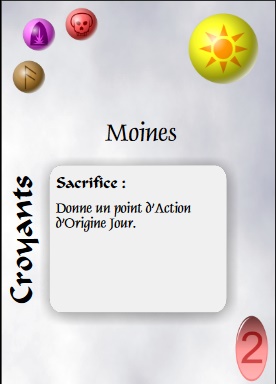 Moines
Croyants
Sacrifice :
Donne un point d'Action
d'Origine Jour.
2